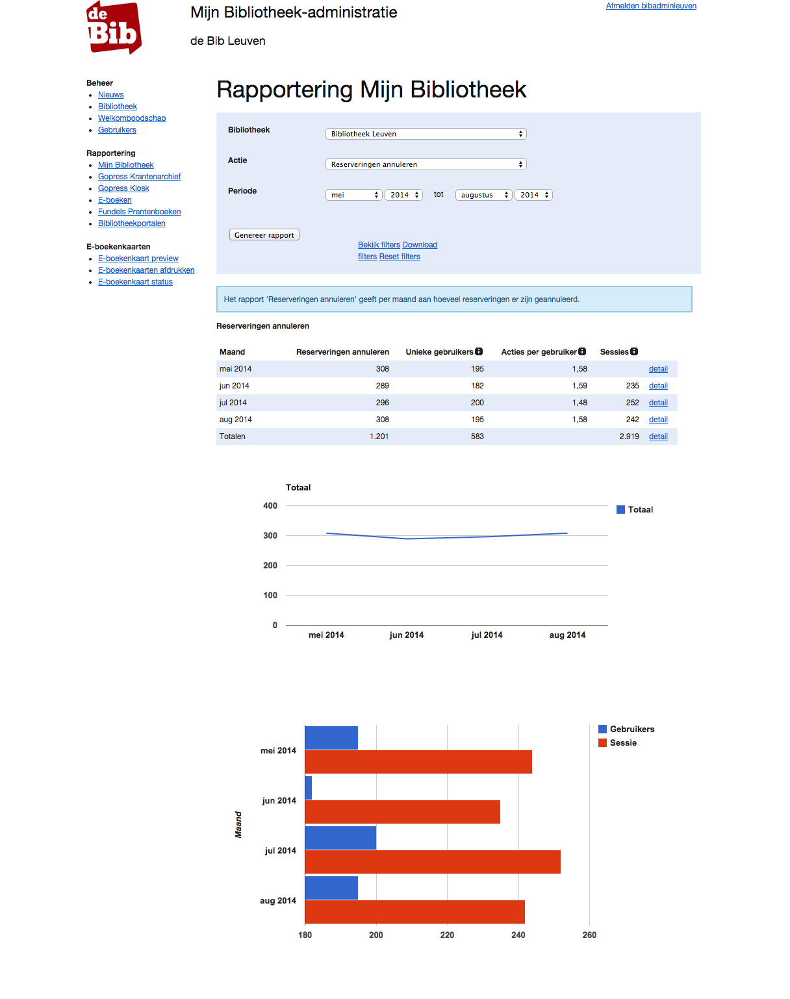 de
Bib
Mijn Bibliotheek-administratie
Afmelden bibadminleuven
de Bib Leuven
Beheer
Nieuws
Bibliotheek
Welkomboodschap
Gebruikers
Rapportering
Mijn Bibliotheek
Gopress Krantenarchief
Gopress Kiosk
E-boeken
Fundels Prentenboeken
Bibliotheekportalen
E-boekenkaarten
E-boekenkaart preview
E-boekenkaarten afdrukken
E-boekenkaart status
Rapportering Mijn Bibliotheek
Bibliotheek Bibliotheek Leuven
Actie Reserveringen annuleren
Periode mei 2014 tot augustus 2014
Genereer rapport
Bekijk filters Download
filters Reset filters
Het rapport 'Reserveringen annuleren' geeft per maand aan hoeveel reserveringen er zijn geannuleerd.
Reserveringen annuleren
Maand Reserveringen annuleren Unieke gebruikers Acties per gebruiker Sessies
mei 2014 308 195 1,58 detail
jun 2014 289 182 1,59 235 detail
jul 2014 296 200 1,48 252 detail
aug 2014 308 195 1,58 242 detail
Totalen 1.201 583 2.919 detail
Totaal
400
300
200
100
0
mei 2014 jun 2014 jul 2014 aug 2014
Totaal
Gebruikers
Sessie
Maand
mei 2014
jun 2014
jul 2014
aug 2014
180 200 220 240 260